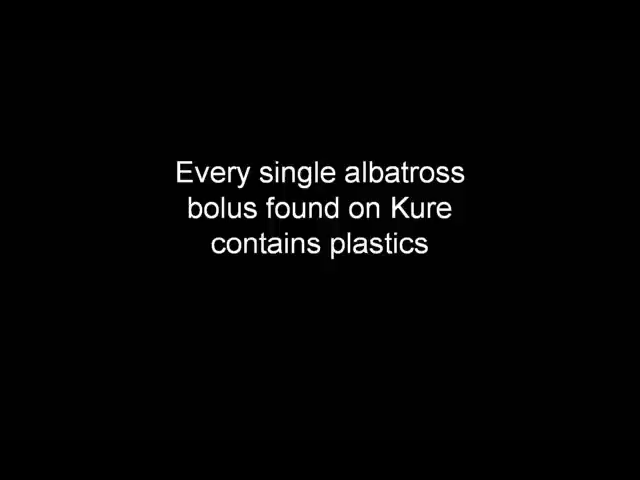 Every single albatross
bolus found on Kure
contains plastics